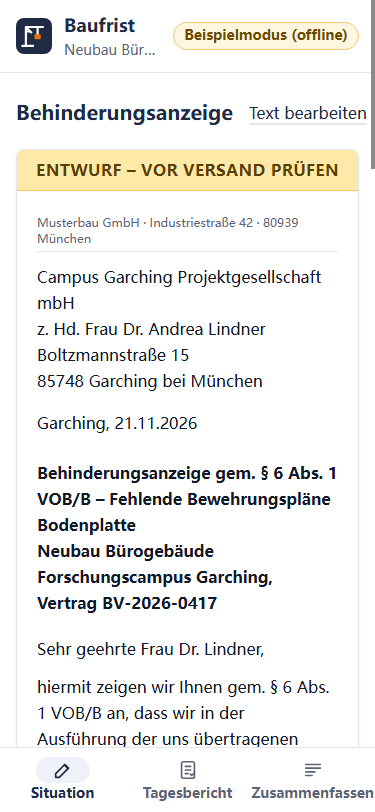 Baufrist
Neubau Bür...
Beispielmodus (offline)
Behinderungsanzeige
Text bearbeiten
ENTWURF – VOR VERSAND PRÜFEN
Musterbau GmbH · Industriestraße 42 · 80939
München
Campus Garching Projektgesellschaft
mbH
z. Hd. Frau Dr. Andrea Lindner
Boltzmannstraße 15
85748 Garching bei München
Garching, 21.11.2026
Behinderungsanzeige gem. § 6 Abs. 1
VOB/B – Fehlende Bewehrungspläne
Bodenplatte
Neubau Bürogebäude
Forschungscampus Garching,
Vertrag BV-2026-0417
Sehr geehrte Frau Dr. Lindner,
hiermit zeigen wir Ihnen gem. § 6 Abs.
1 VOB/B an, dass wir in der
Ausführung der uns übertragenen
Situation
Tagesbericht
Zusammenfassen